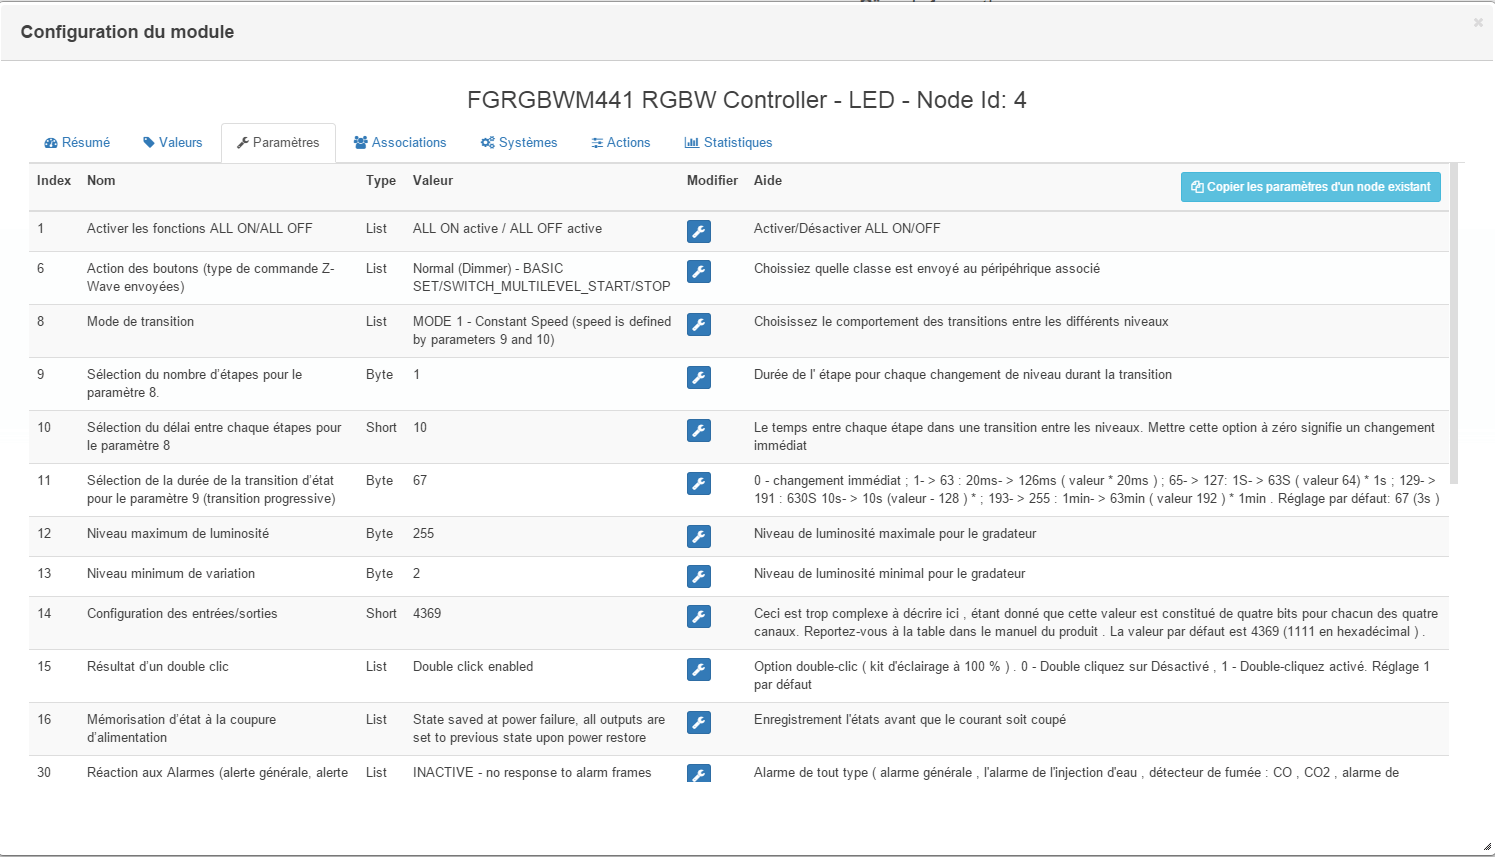 Configuration du module
FGRGBWM441 RGBW Controller - LED - Node Id: 4
Résumé Valeurs Paramètres Associations Systèmes Actions Statistiques
Index Nom Type Valeur Modifier Aide Copier les paramètres d'un node existant
1 Activer les fonctions ALL ON/ALL OFF List ALL ON active / ALL OFF active Activer/Désactiver ALL ON/OFF
6 Action des boutons (type de commande Z- List Normal (Dimmer) - BASIC Choissiez quelle classe est envoyé au péripéhrique associé
Wave envoyées) SET/SWITCH_MULTILEVEL_START/STOP
8 Mode de transition List MODE 1 - Constant Speed (speed is defined Choisissez le comportement des transitions entre les différents niveaux
by parameters 9 and 10)
9 Sélection du nombre d'étapes pour le Byte 1 Durée de l' étape pour chaque changement de niveau durant la transition
paramètre 8.
10 Sélection du délai entre chaque étapes pour Short 10 Le temps entre chaque étape dans une transition entre les niveaux. Mettre cette option à zéro signifie un changement
le paramètre 8 immédiat
11 Sélection de la durée de la transition d'état Byte 67 0 - changement immédiat ; 1- > 63 : 20ms- > 126ms ( valeur * 20ms ) ; 65- > 127: 1S- > 63S ( valeur 64) * 1s ; 129- >
pour le paramètre 9 (transition progressive) 191 : 630S 10s- > 10s (valeur - 128 ) * ; 193- > 255 : 1min- > 63min ( valeur 192 ) * 1min . Réglage par défaut: 67 (3s )
12 Niveau maximum de luminosité Byte 255 Niveau de luminosité maximale pour le gradateur
13 Niveau minimum de variation Byte 2 Niveau de luminosité minimal pour le gradateur
14 Configuration des entrées/sorties Short 4369 Ceci est trop complexe à décrire ici , étant donné que cette valeur est constitué de quatre bits pour chacun des quatre
canaux. Reportez-vous à la table dans le manuel du produit . La valeur par défaut est 4369 (1111 en hexadécimal ) .
15 Résultat d'un double clic List Double click enabled Option double-clic ( kit d'éclairage à 100 % ) . 0 - Double cliquez sur Désactivé , 1 - Double-cliquez activé. Réglage 1
par défaut
16 Mémorisation d'état à la coupure List State saved at power failure, all outputs are Enregistrement l'états avant que le courant soit coupé
d'alimentation set to previous state upon power restore
30 Réaction aux Alarmes (alerte générale, alerte List INACTIVE - no response to alarm frames Alarme de tout type ( alarme générale , l'alarme de l'injection d'eau , détecteur de fumée : CO , CO2 , alarme de